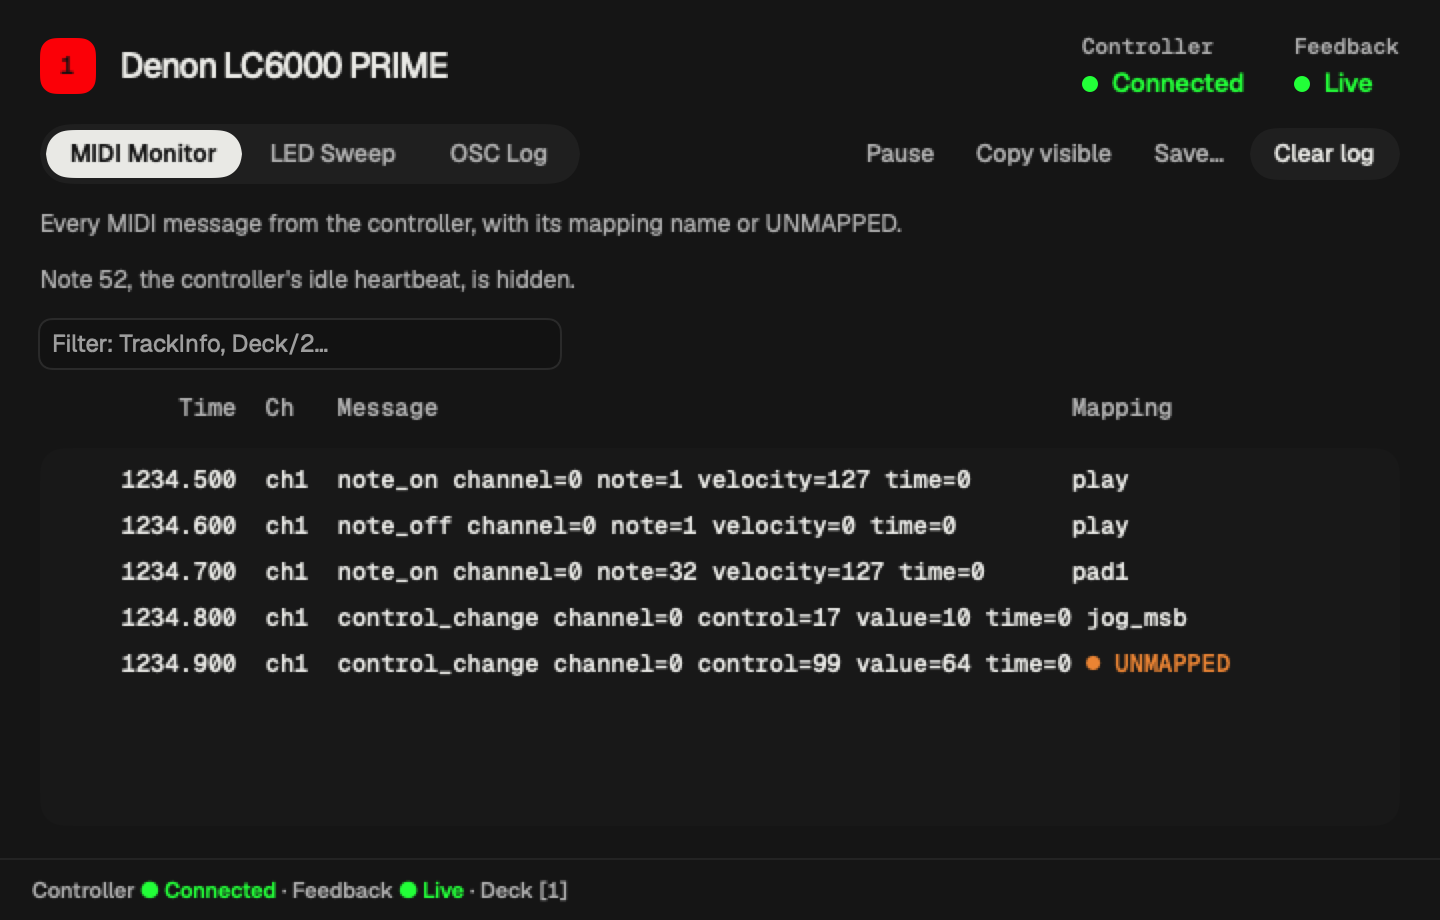 1 Denon LC6000 PRIME
Controller Feedback
Connected Live
MIDI Monitor LED Sweep OSC Log Pause Copy visible Save... Clear log
Every MIDI message from the controller, with its mapping name or UNMAPPED.
Note 52, the controller's idle heartbeat, is hidden.
Filter: TrackInfo, Deck/2...
Time Ch Message Mapping
1234.500 ch1 note_on channel=0 note=1 velocity=127 time=0 play
1234.600 ch1 note_off channel=0 note=1 velocity=0 time=0 play
1234.700 ch1 note_on channel=0 note=32 velocity=127 time=0 pad1
1234.800 ch1 control_change channel=0 control=17 value=10 time=0 jog_msb
1234.900 ch1 control_change channel=0 control=99 value=64 time=0 ● UNMAPPED
Controller ● Connected · Feedback ● Live · Deck [1]